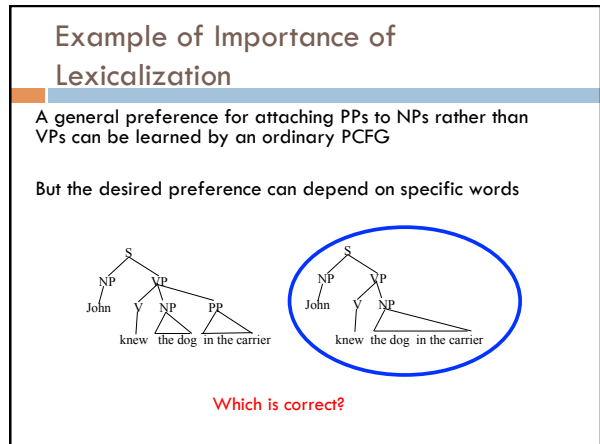 Example of Importance of
Lexicalization
A general preference for attaching PPs to NPs rather than
VPs can be learned by an ordinary PCFG
But the desired preference can depend on specific words
S
NP VP
John V NP PP
knew the dog in the carrier
S
NP VP
John V NP
knew the dog in the carrier
Which is correct?